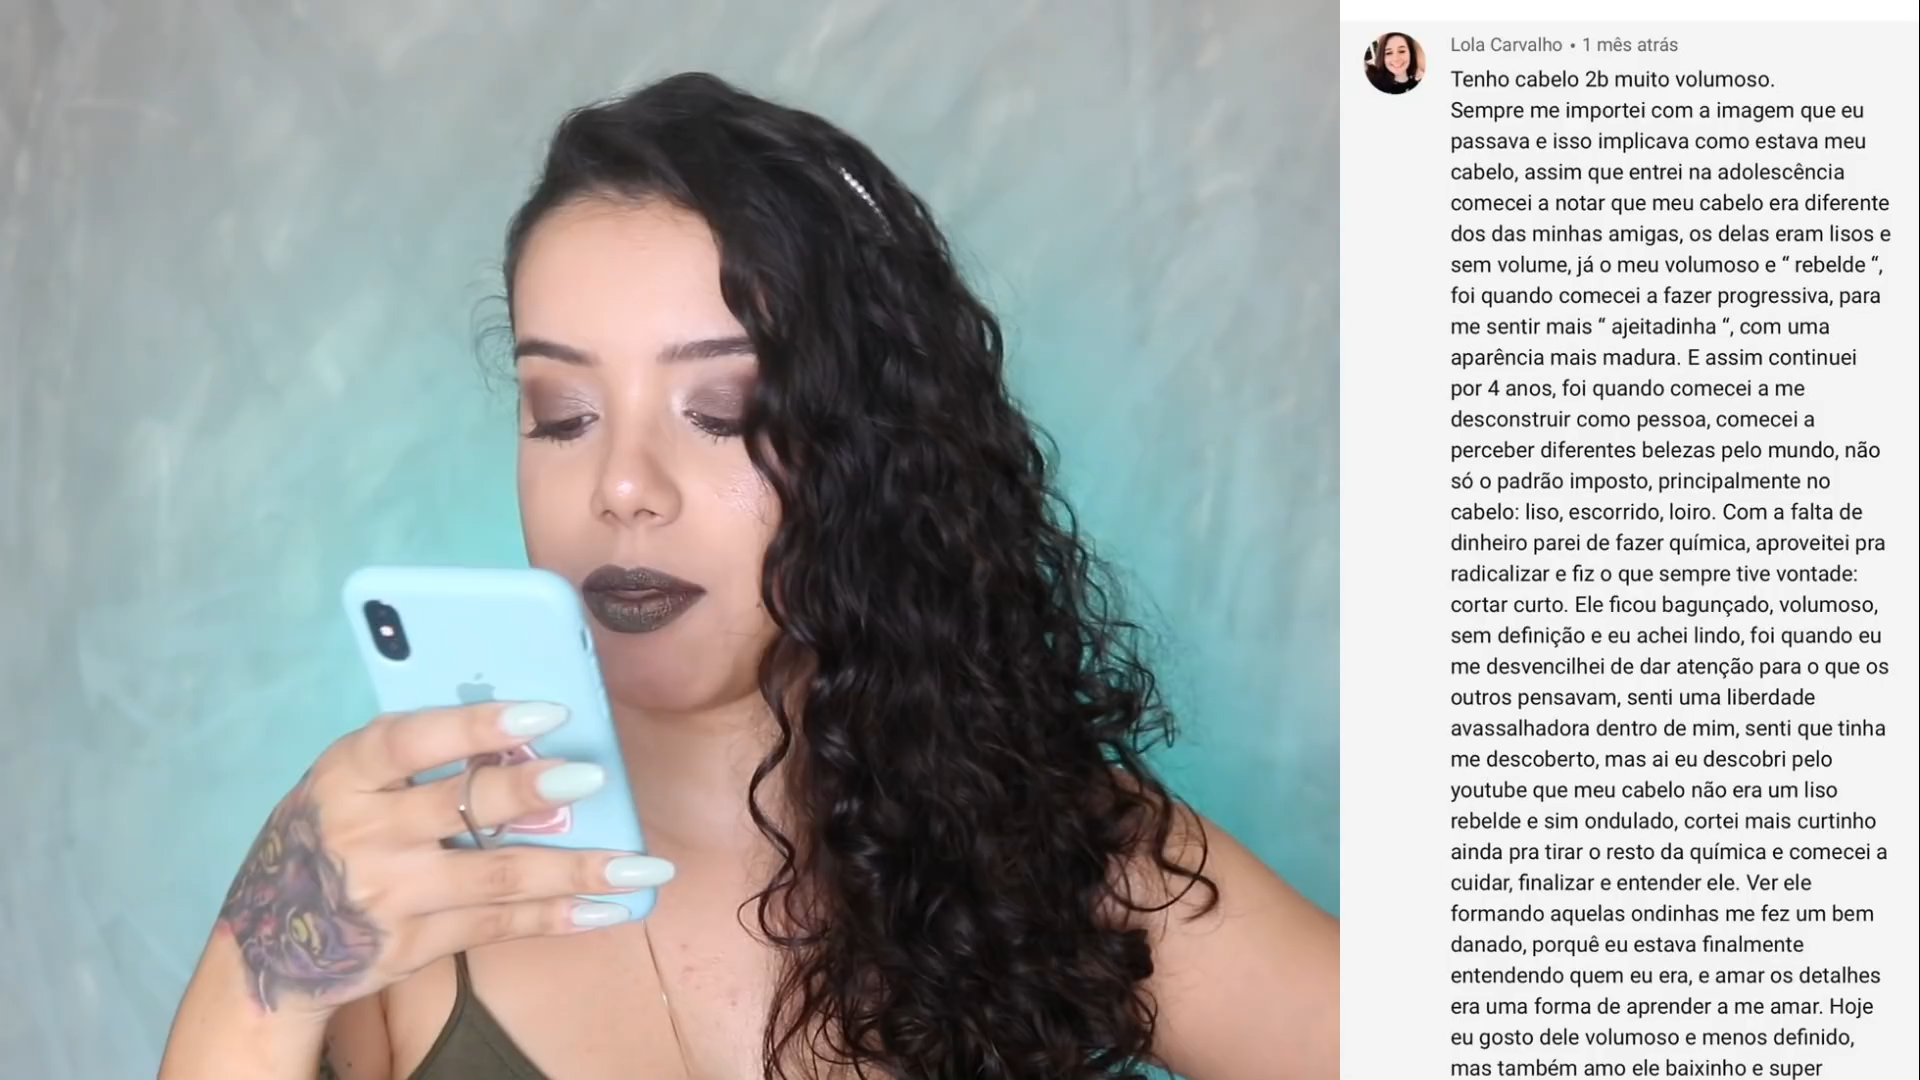 Lola Carvalho • 1 mês atrás
Tenho cabelo 2b muito volumoso.
Sempre me importei com a imagem que eu
passava e isso implicava como estava meu
cabelo, assim que entrei na adolescência
comecei a notar que meu cabelo era diferente
dos das minhas amigas, os delas eram lisos e
sem volume, já o meu volumoso e “ rebelde “,
foi quando comecei a fazer progressiva, para
me sentir mais “ ajeitadinha “, com uma
aparência mais madura. E assim continuei
por 4 anos, foi quando comecei a me
desconstruir como pessoa, comecei a
perceber diferentes belezas pelo mundo, não
só o padrão imposto, principalmente no
cabelo: liso, escorrido, loiro. Com a falta de
dinheiro parei de fazer química, aproveitei pra
radicalizar e fiz o que sempre tive vontade:
cortar curto. Ele ficou bagunçado, volumoso,
sem definição e eu achei lindo, foi quando eu
me desvencilhei de dar atenção para o que os
outros pensavam, senti uma liberdade
avassalhadora dentro de mim, senti que tinha
me descoberto, mas ai eu descobri pelo
youtube que meu cabelo não era um liso
rebelde e sim ondulado, cortei mais curtinho
ainda pra tirar o resto da química e comecei a
cuidar, finalizar e entender ele. Ver ele
formando aquelas ondinhas me fez um bem
danado, porquê eu estava finalmente
entendendo quem eu era, e amar os detalhes
era uma forma de aprender a me amar. Hoje
eu gosto dele volumoso e menos definido,
mas também amo ele baixinho e super